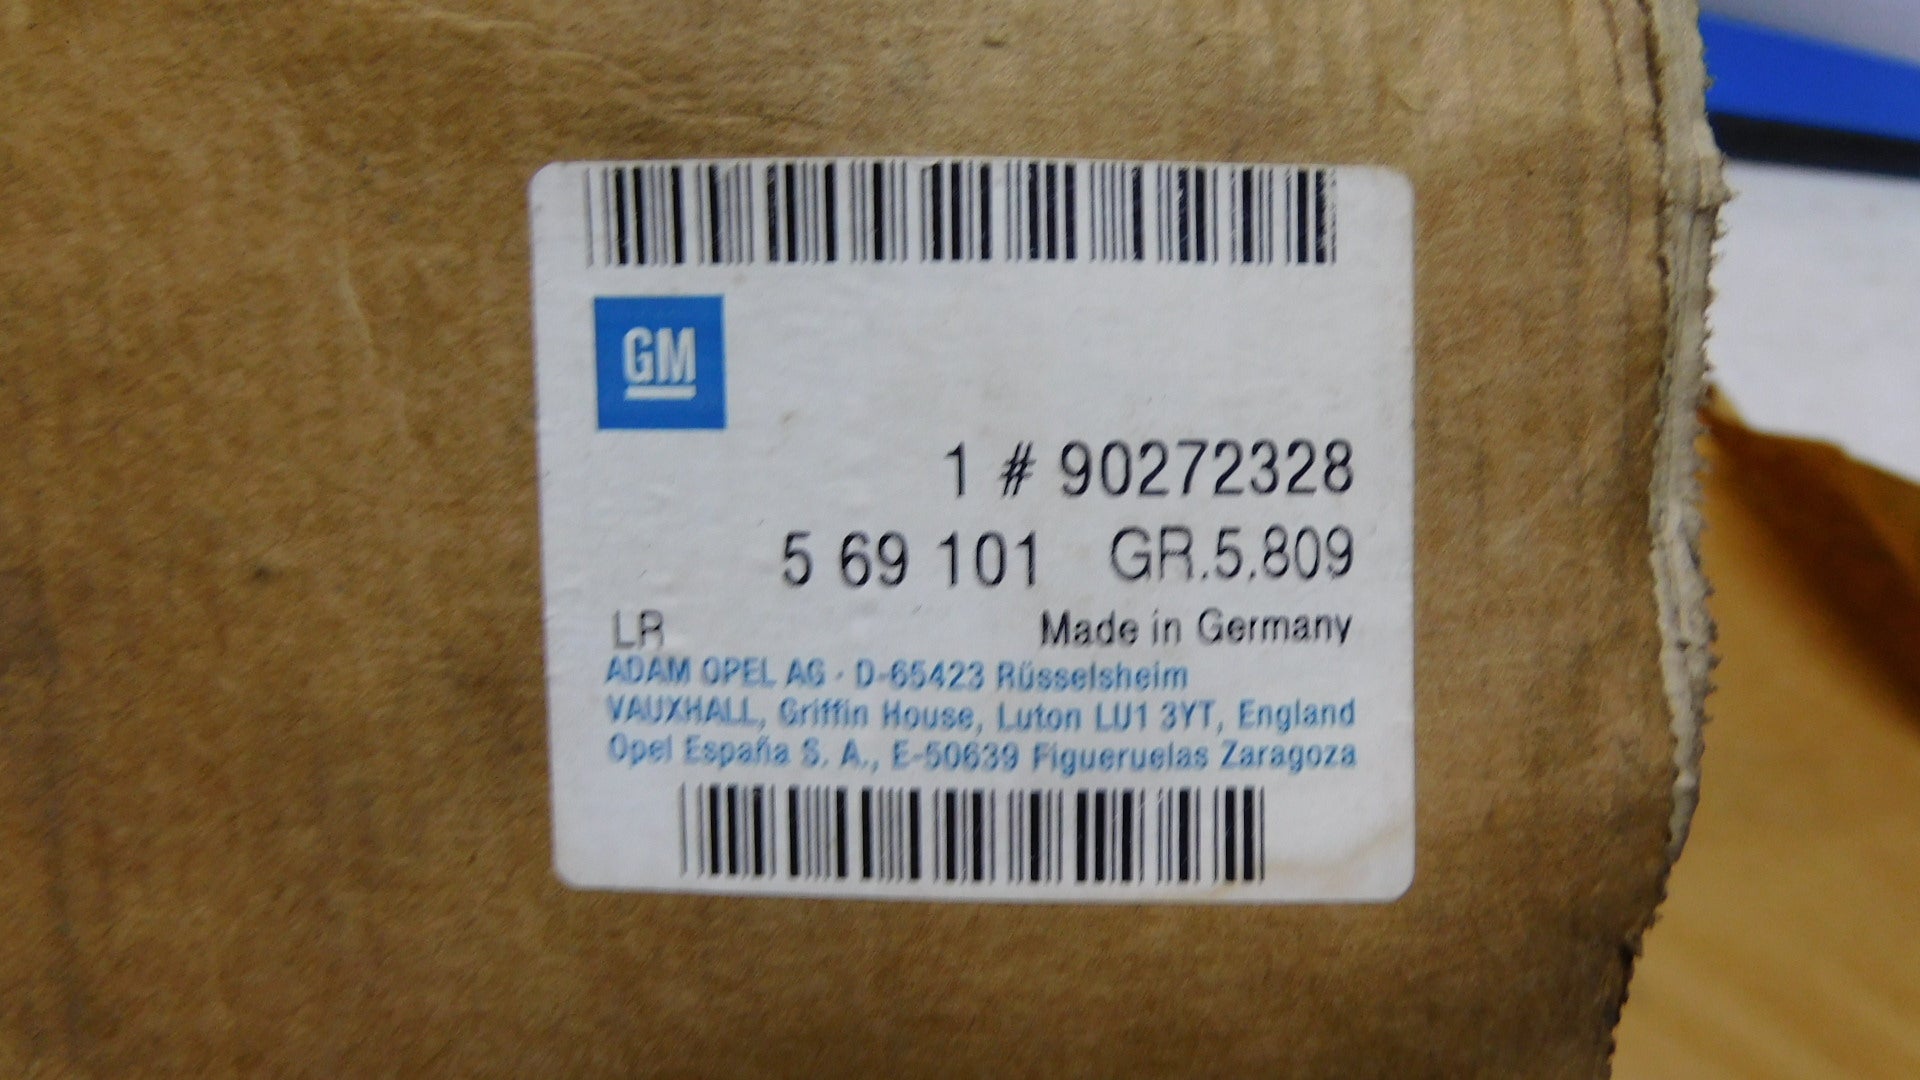 GM
1 # 90272328
5 69 101 GR.5.809
LR Made in Germany
ADAM OPEL AG · D-65423 Rüsselsheim
VAUXHALL, Griffin House, Luton LU1 3YT, England
Opel España S. A., E-50639 Figueruelas Zaragoza